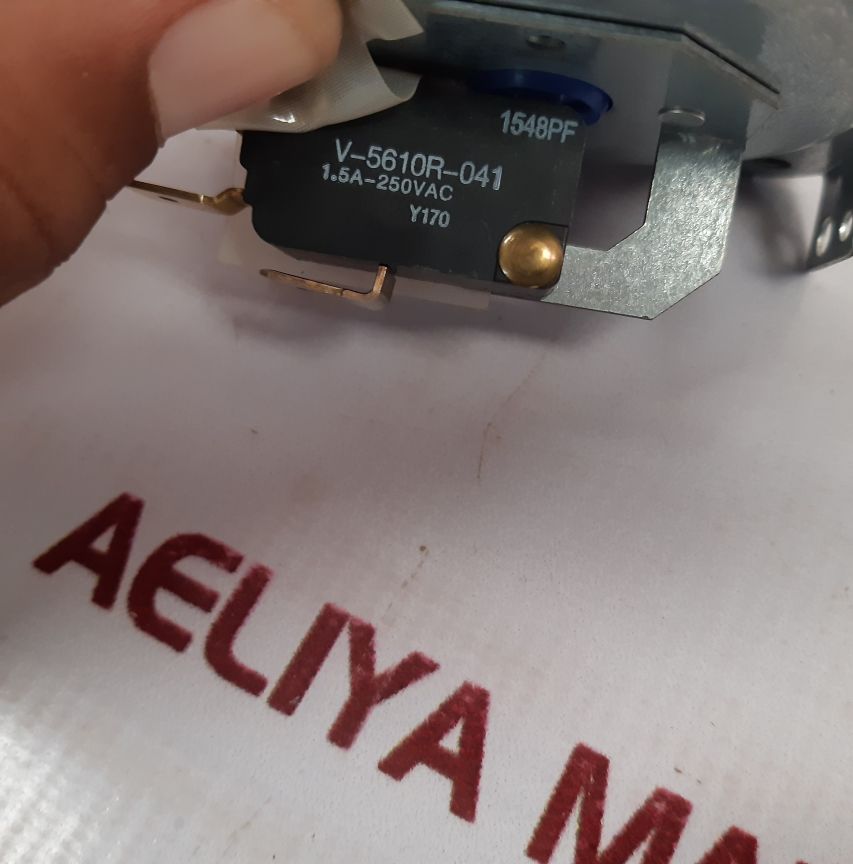 1548PF
V-5610R-041
1.5A-250VAC
Y170
AELIYA MA